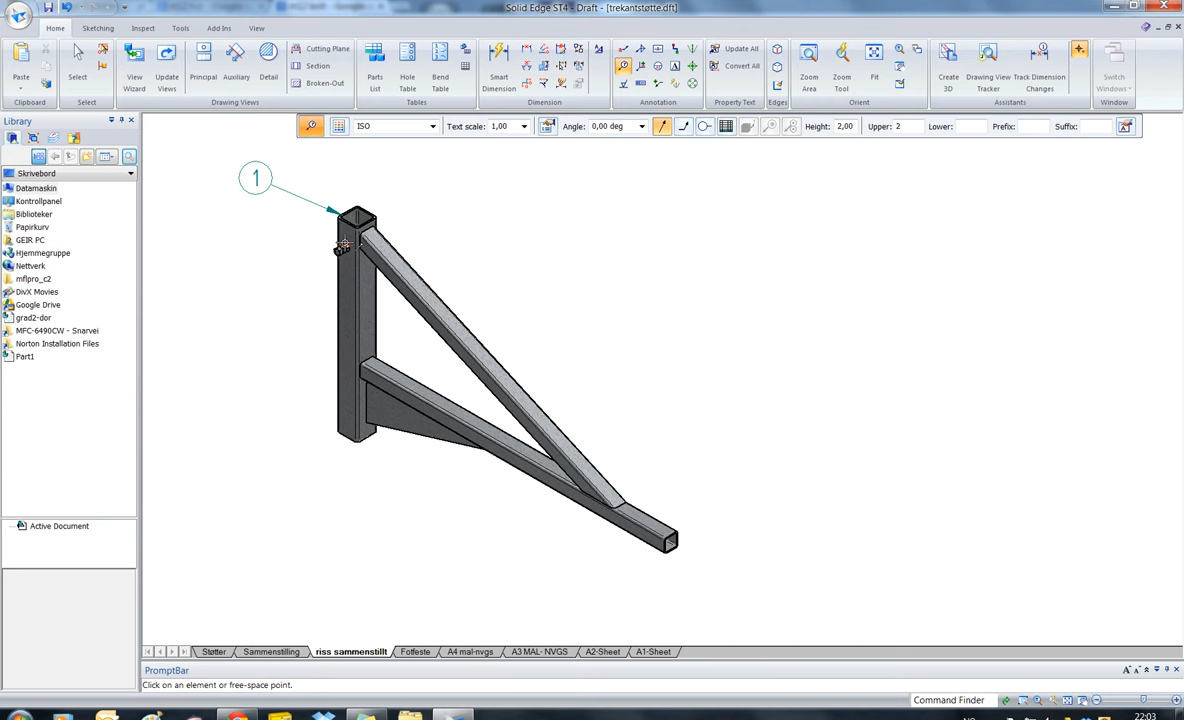 Solid Edge ST4 - Draft - [trekantstøtte.dft]
Home Sketching Inspect Tools Add Ins View
Paste
Clipboard
Select
Select
View Wizard
Update Views
Principal
Auxiliary
Detail
Cutting Plane
Section
Broken-Out
Drawing Views
Parts List
Hole Table
Bend Table
Tables
Smart Dimension
Dimension
Annotation
Update All
Convert All
Property Text
Edges
Zoom Area
Zoom Tool
Fit
Orient
Create 3D
Drawing View Tracker
Track Dimension Changes
Assistants
Switch Windows
Window
Library
ISO Text scale: 1,00 Angle: 0,00 deg Height: 2,00 Upper: 2 Lower: Prefix: Suffix:
Skrivebord
Datamaskin
Kontrollpanel
Biblioteker
Papirkurv
GEIR PC
Hjemmegruppe
Nettverk
mflpro_c2
DivX Movies
Google Drive
grad2-dor
MFC-6490CW - Snarvei
Norton Installation Files
Part1
1
Active Document
Støtter Sammenstilling riss sammenstillt Fotfeste A4 mal-nvgs A3 MAL- NVGS A2-Sheet A1-Sheet
PromptBar
Click on an element or free-space point.
Command Finder
22:03